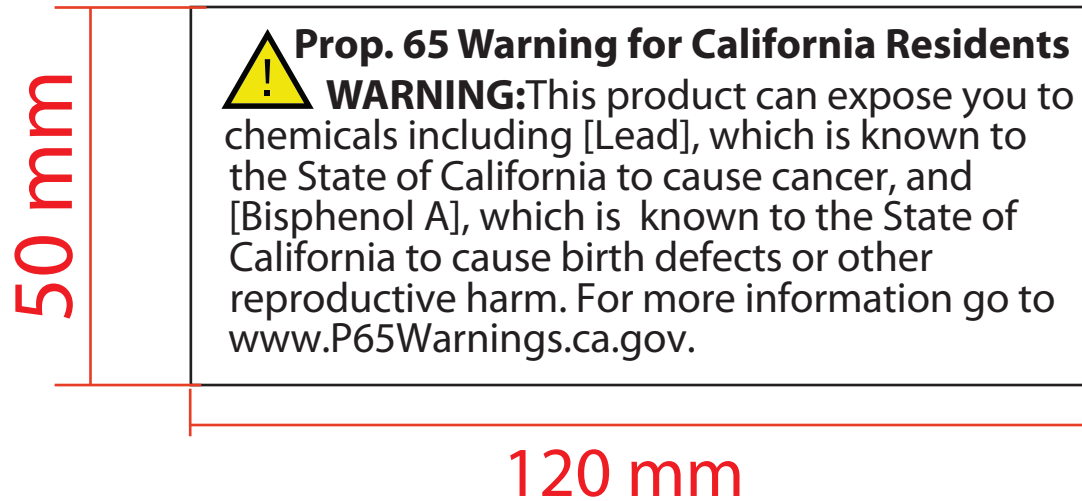 Prop. 65 Warning for California Residents
! WARNING:This product can expose you to
chemicals including [Lead], which is known to
the State of California to cause cancer, and
[Bisphenol A], which is  known to the State of
California to cause birth defects or other
reproductive harm. For more information go to
www.P65Warnings.ca.gov.
50 mm
120 mm